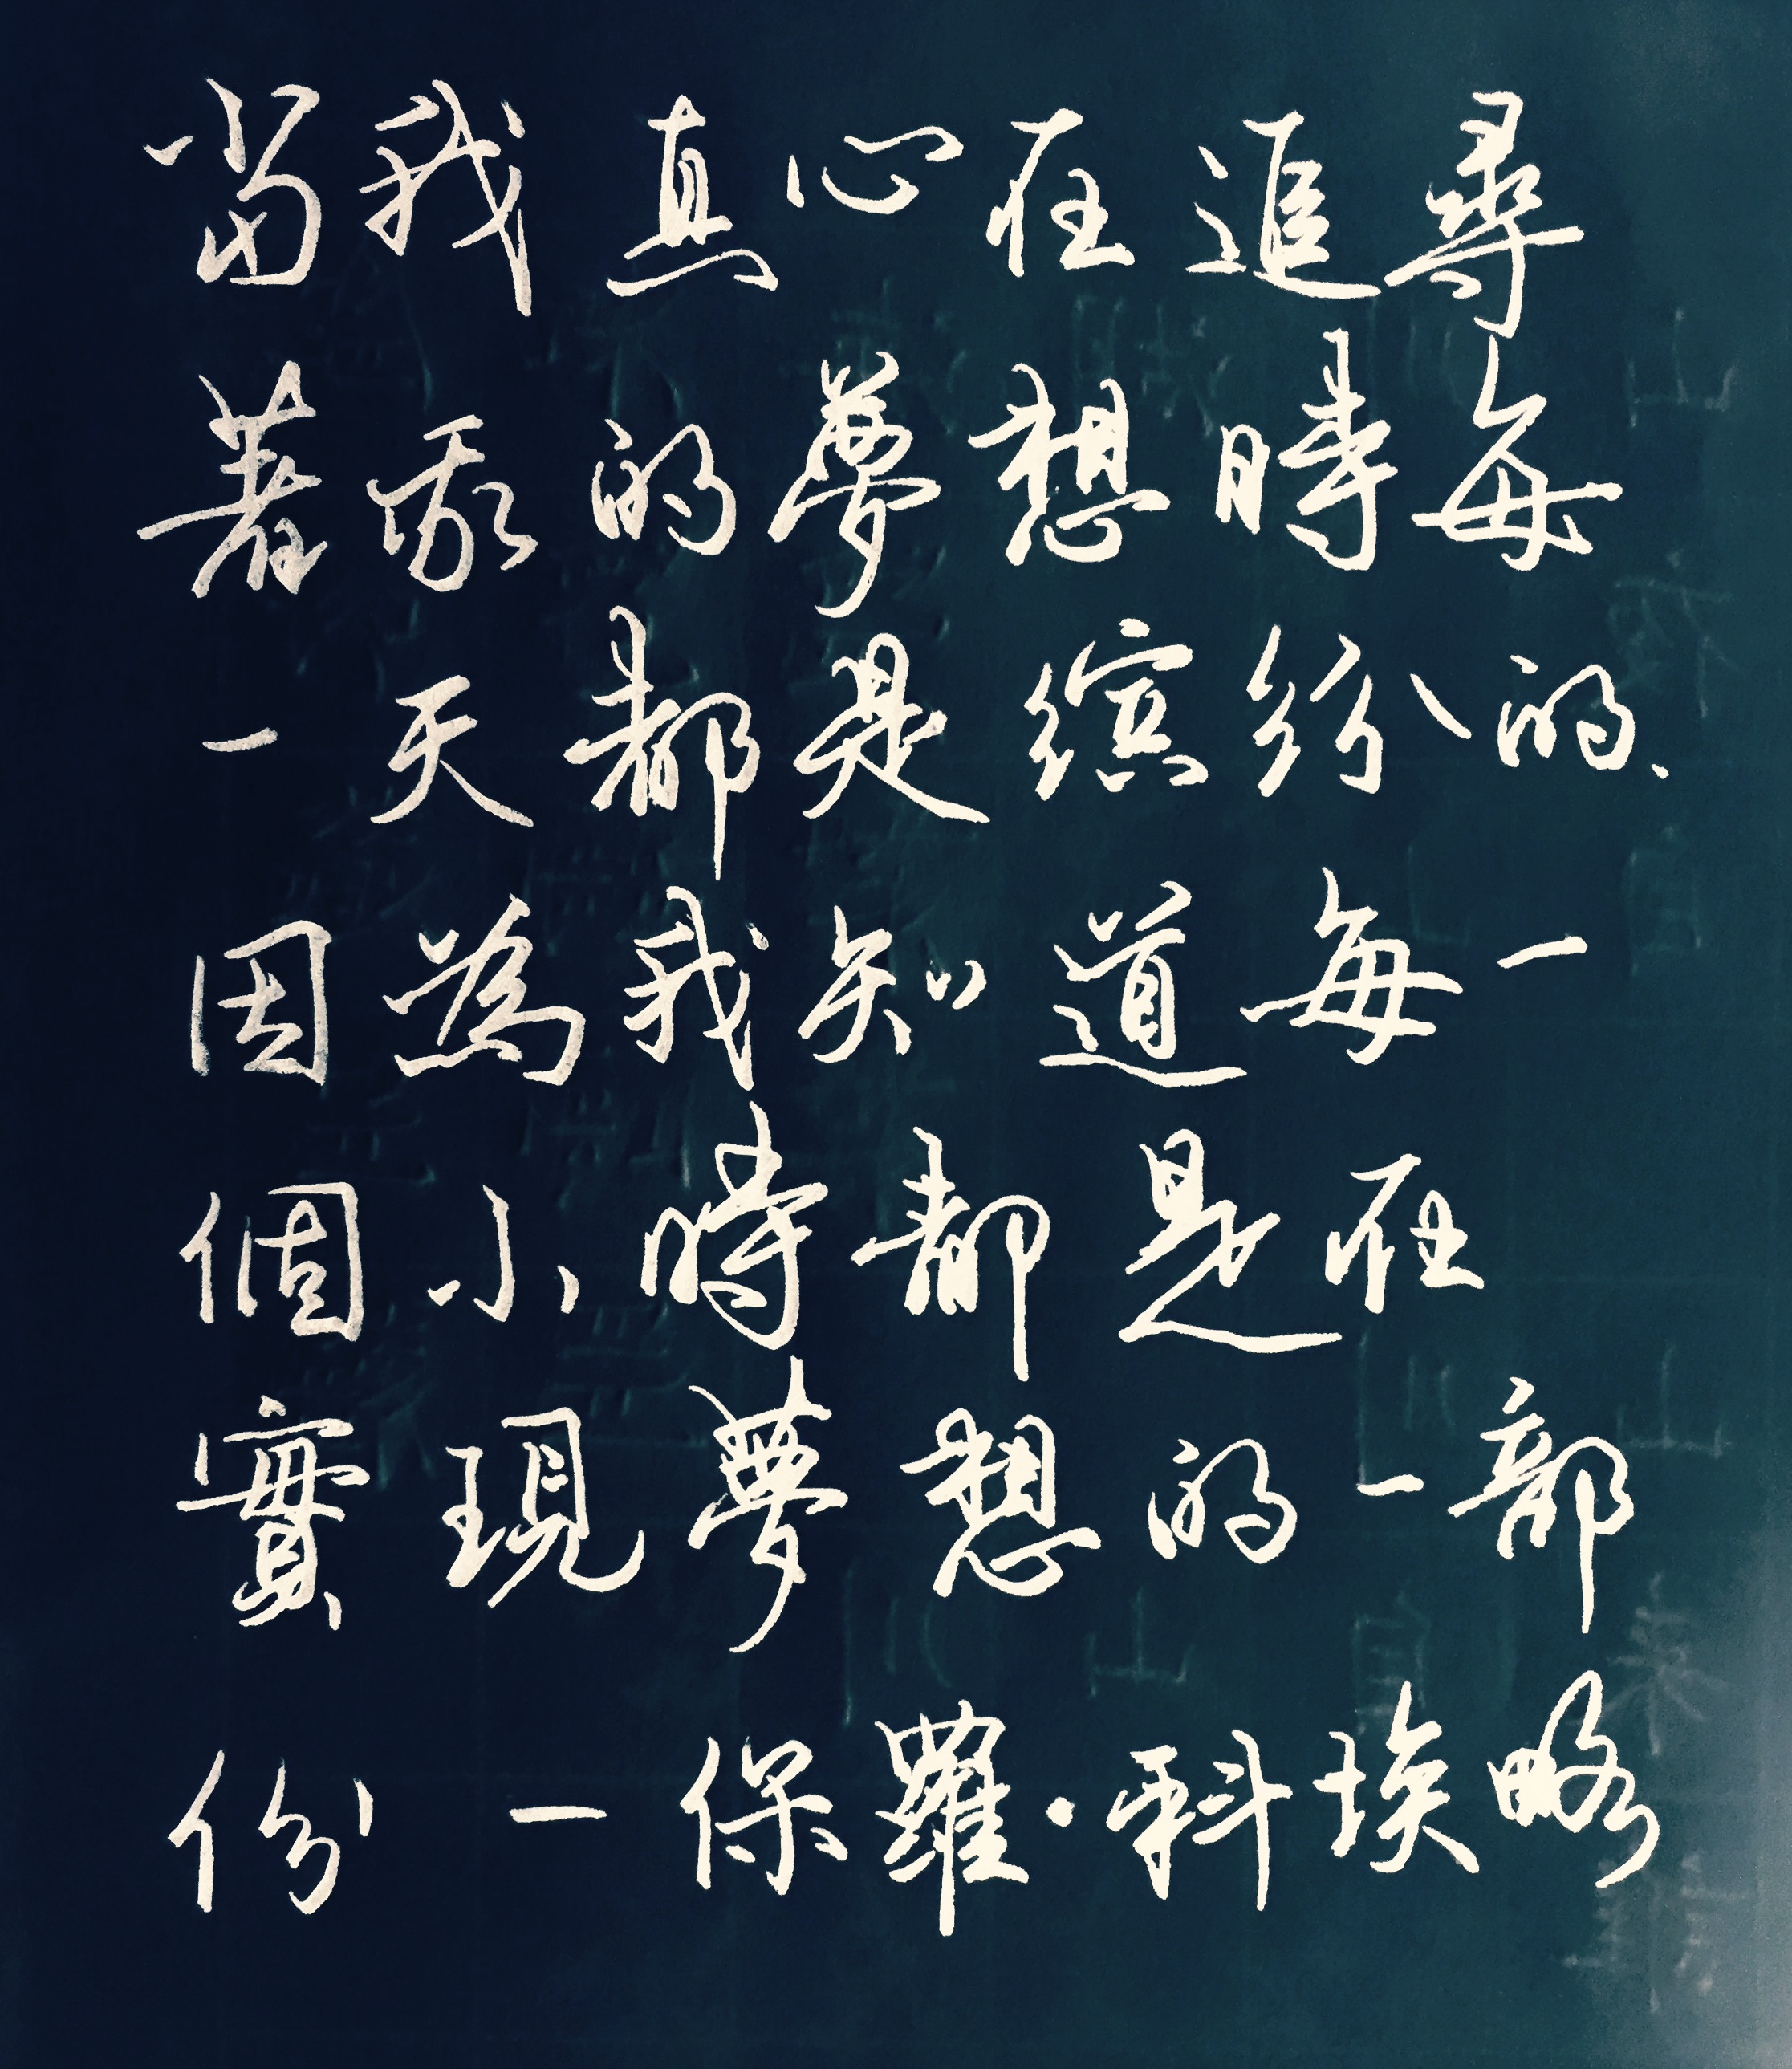 當我真心在追尋
著我的夢想時每
一天都是缤纷的、
因為我知道每一
個小時都是在
實現夢想的一部
份 — 保羅·科埃略